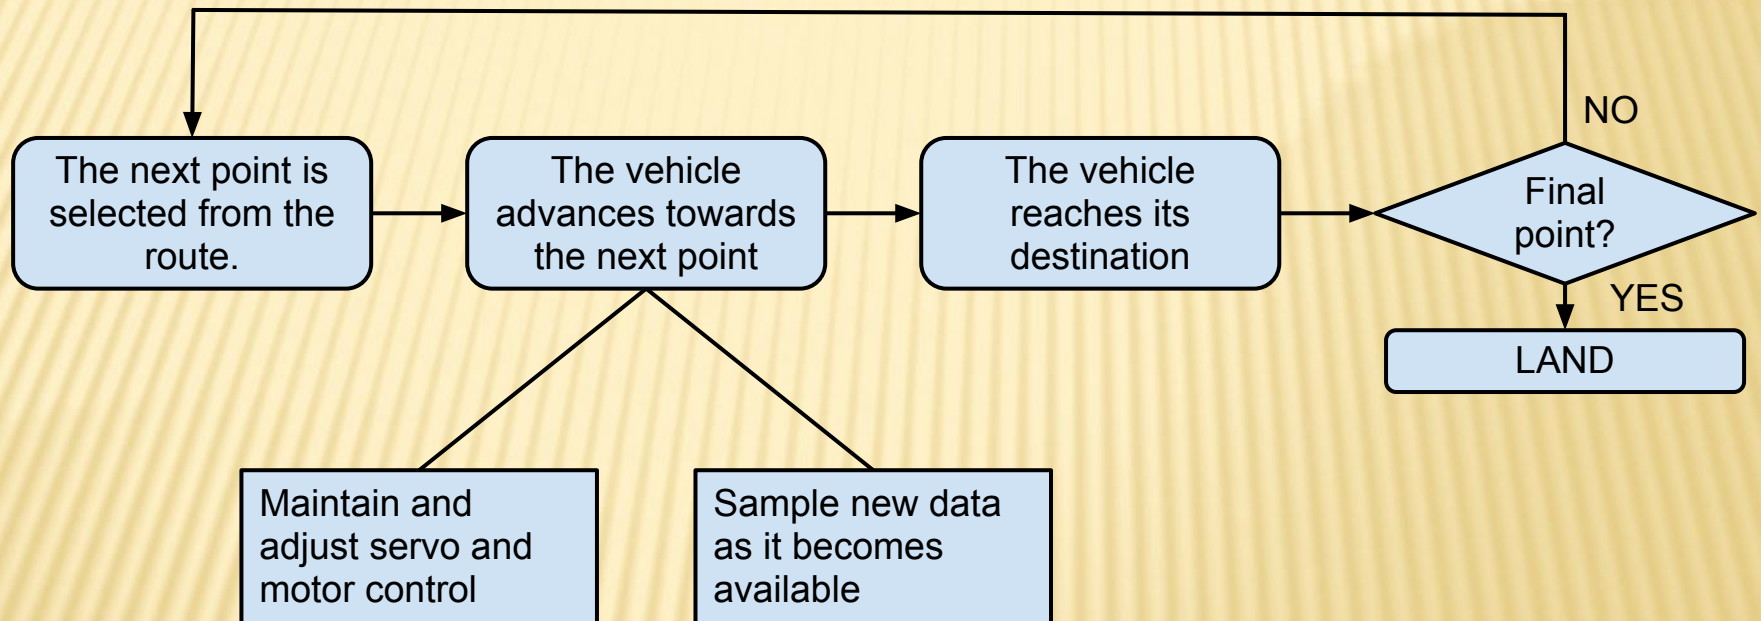 NO
The next point is
selected from the
route.
The vehicle
advances towards
the next point
The vehicle
reaches its
destination
Final
point?
YES
LAND
Maintain and
adjust servo and
motor control
Sample new data
as it becomes
available